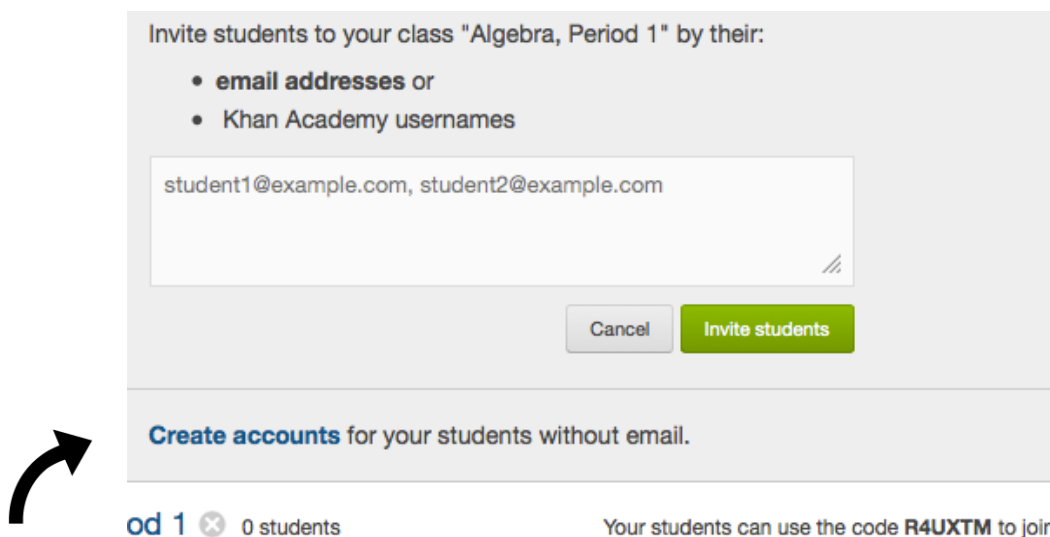 Invite students to your class "Algebra, Period 1" by their:
• email addresses or
• Khan Academy usernames
student1@example.com, student2@example.com
Cancel Invite students
Create accounts for your students without email.
od 1 0 students Your students can use the code R4UXTM to join